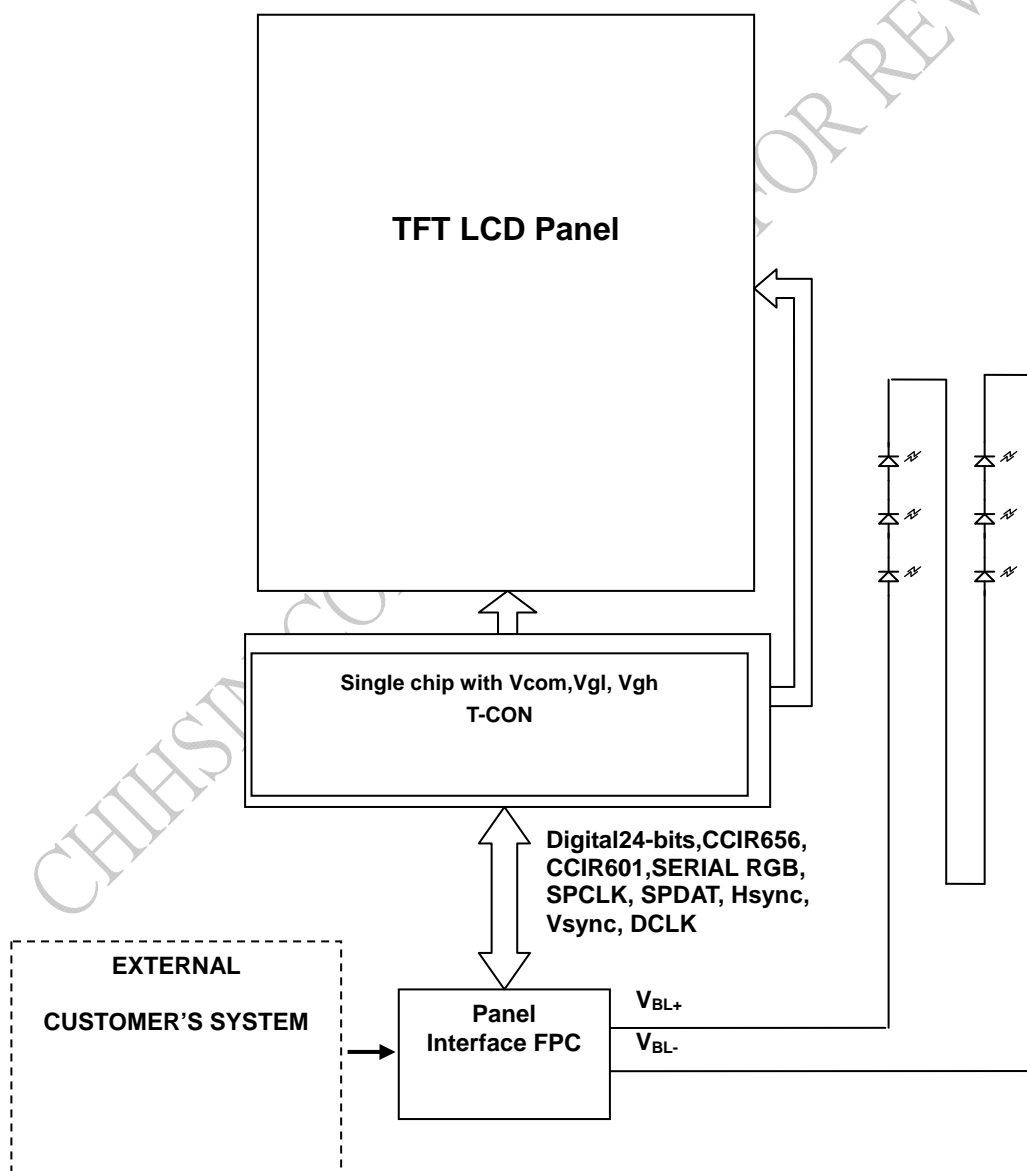 TFT LCD Panel
Single chip with Vcom,Vgl, Vgh
T-CON
Digital24-bits,CCIR656,
CCIR601,SERIAL RGB,
SPCLK, SPDAT, Hsync,
Vsync, DCLK
EXTERNAL
CUSTOMER'S SYSTEM
Panel
Interface FPC
VBL+
VBL-
FOR